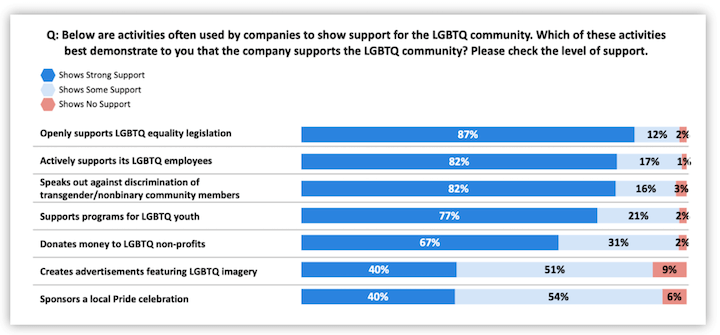 Q: Below are activities often used by companies to show support for the LGBTQ community. Which of these activities
best demonstrate to you that the company supports the LGBTQ community? Please check the level of support.
Shows Strong Support
Shows Some Support
Shows No Support
Openly supports LGBTQ equality legislation 87% 12% 2%
Actively supports its LGBTQ employees 82% 17% 1%
Speaks out against discrimination of
transgender/nonbinary community members 82% 16% 3%
Supports programs for LGBTQ youth 77% 21% 2%
Donates money to LGBTQ non-profits 67% 31% 2%
Creates advertisements featuring LGBTQ imagery 40% 51% 9%
Sponsors a local Pride celebration 40% 54% 6%